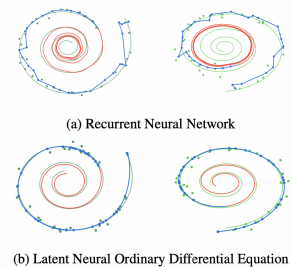 (a) Recurrent Neural Network
(b) Latent Neural Ordinary Differential Equation